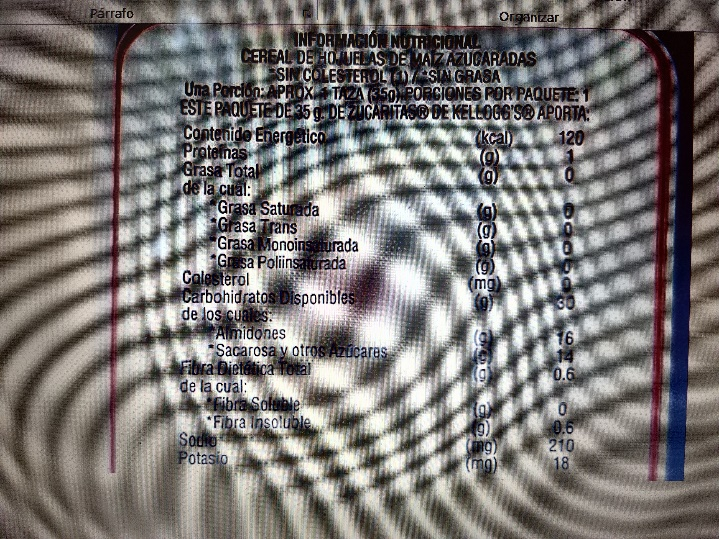 Párrafo
Organizar
INFORMACIÓN NUTRICIONAL
CEREAL DE HOJUELAS DE MAÍZ AZUCARADAS
*SIN COLESTEROL (1) / *SIN GRASA
Una Porción: APROX. 1 TAZA (35g) PORCIONES POR PAQUETE: 1
ESTE PAQUETE DE 35 g. DE ZUCARITAS® DE KELLOGG'S® APORTA:
Contenido Energético (kcal) 120
Proteínas (g) 1
Grasa Total (g) 0
de la cual:
*Grasa Saturada (g) 0
*Grasa Trans (g) 0
*Grasa Monoinsaturada (g) 0
*Grasa Poliinsaturada (g) 0
Colesterol (mg) 0
Carbohidratos Disponibles (g) 30
de los cuales:
*Almidones (g) 16
*Sacarosa y otros Azúcares (g) 14
Fibra Dietética Total (g) 0.6
de la cual:
*Fibra Soluble (g) 0
*Fibra Insoluble (g) 0.6
Sodio (mg) 210
Potasio (mg) 18